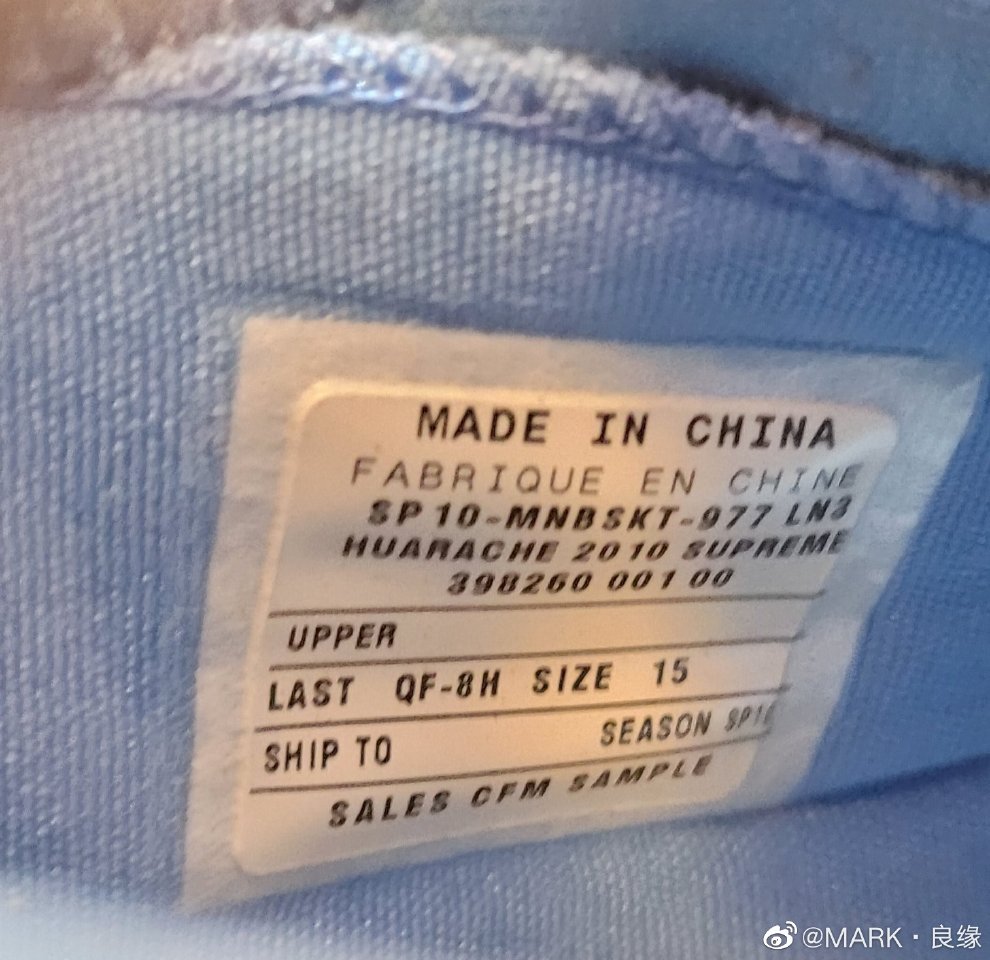 MADE IN CHINA
FABRIQUE EN CHINE
SP10-MNBSKT-977 LN3
HUARACHE 2010 SUPREME
398260 001 00
UPPER
LAST QF-8H SIZE 15
SHIP TO SEASON SP10
SALES CFM SAMPLE
@MARK·良缘